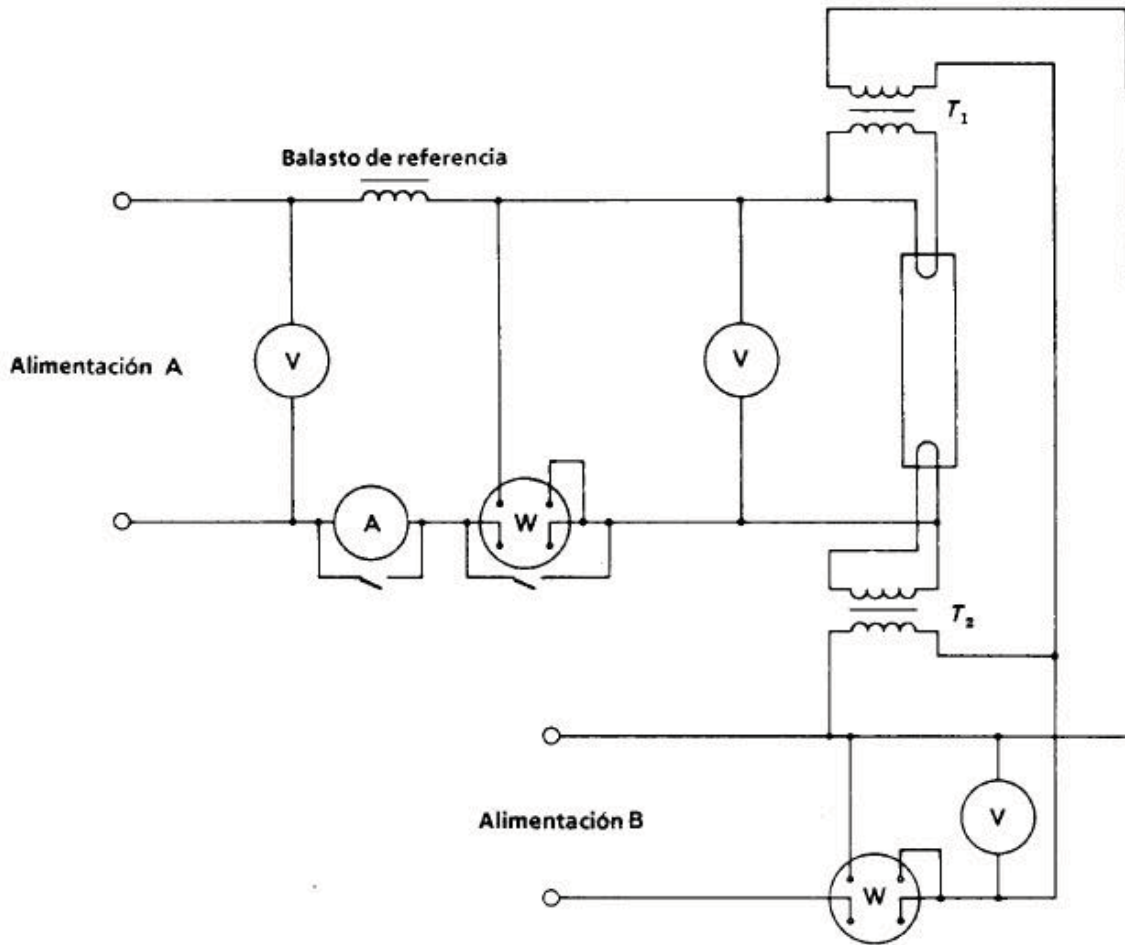 T₁
Balasto de referencia
V
V
Alimentación A
A
W
T₂
V
Alimentación B
W